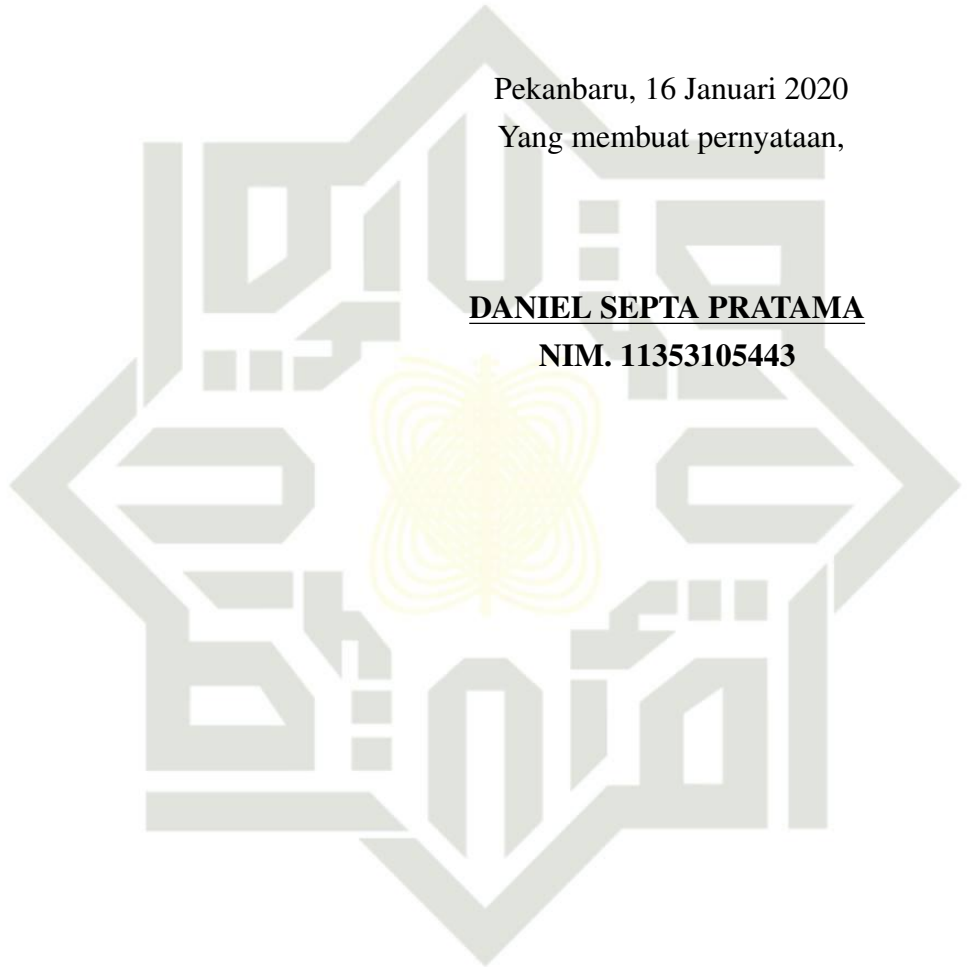 Pekanbaru, 16 Januari 2020
Yang membuat pernyataan,
DANIEL SEPTA PRATAMA
NIM. 11353105443